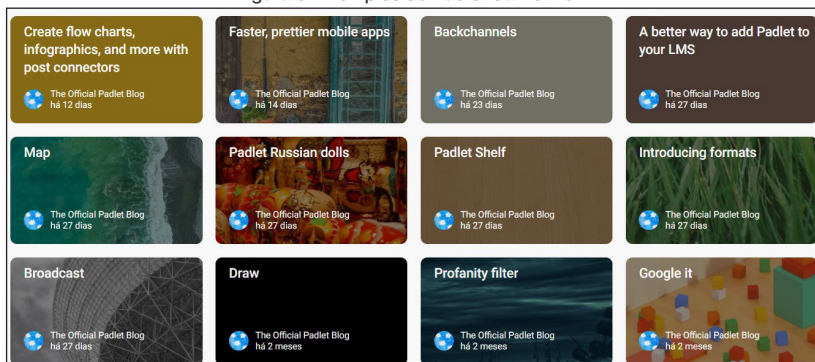 Create flow charts,
infographics, and more with
post connectors
The Official Padlet Blog
há 12 dias
Faster, prettier mobile apps
The Official Padlet Blog
há 14 dias
Backchannels
The Official Padlet Blog
há 23 dias
A better way to add Padlet to
your LMS
The Official Padlet Blog
há 27 dias
Map
The Official Padlet Blog
há 27 dias
Padlet Russian dolls
The Official Padlet Blog
há 27 dias
Padlet Shelf
The Official Padlet Blog
há 27 dias
Introducing formats
The Official Padlet Blog
há 27 dias
Broadcast
The Official Padlet Blog
há 27 dias
Draw
The Official Padlet Blog
há 2 meses
Profanity filter
The Official Padlet Blog
há 2 meses
Google it
The Official Padlet Blog
há 2 meses